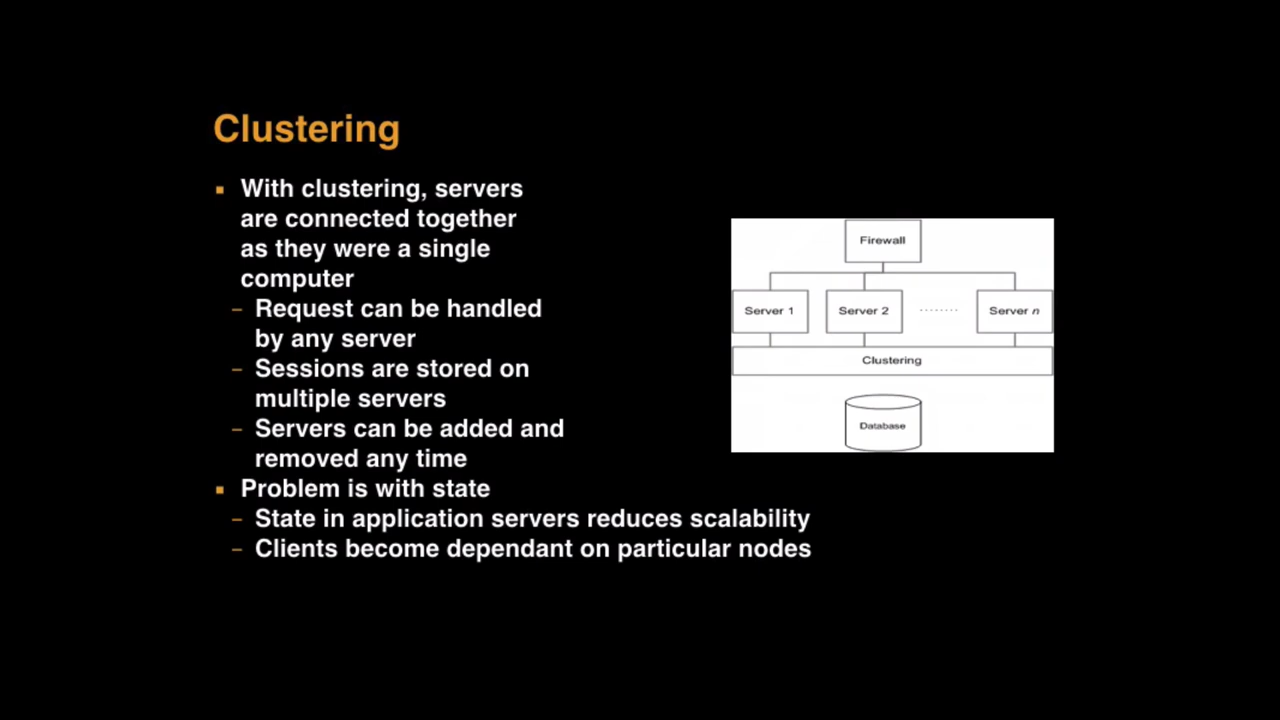 Clustering
With clustering, servers
are connected together
as they were a single
computer
– Request can be handled
by any server
– Sessions are stored on
multiple servers
– Servers can be added and
removed any time
Problem is with state
– State in application servers reduces scalability
– Clients become dependant on particular nodes
Firewall
Server 1
Server 2
........
Server n
Clustering
Database